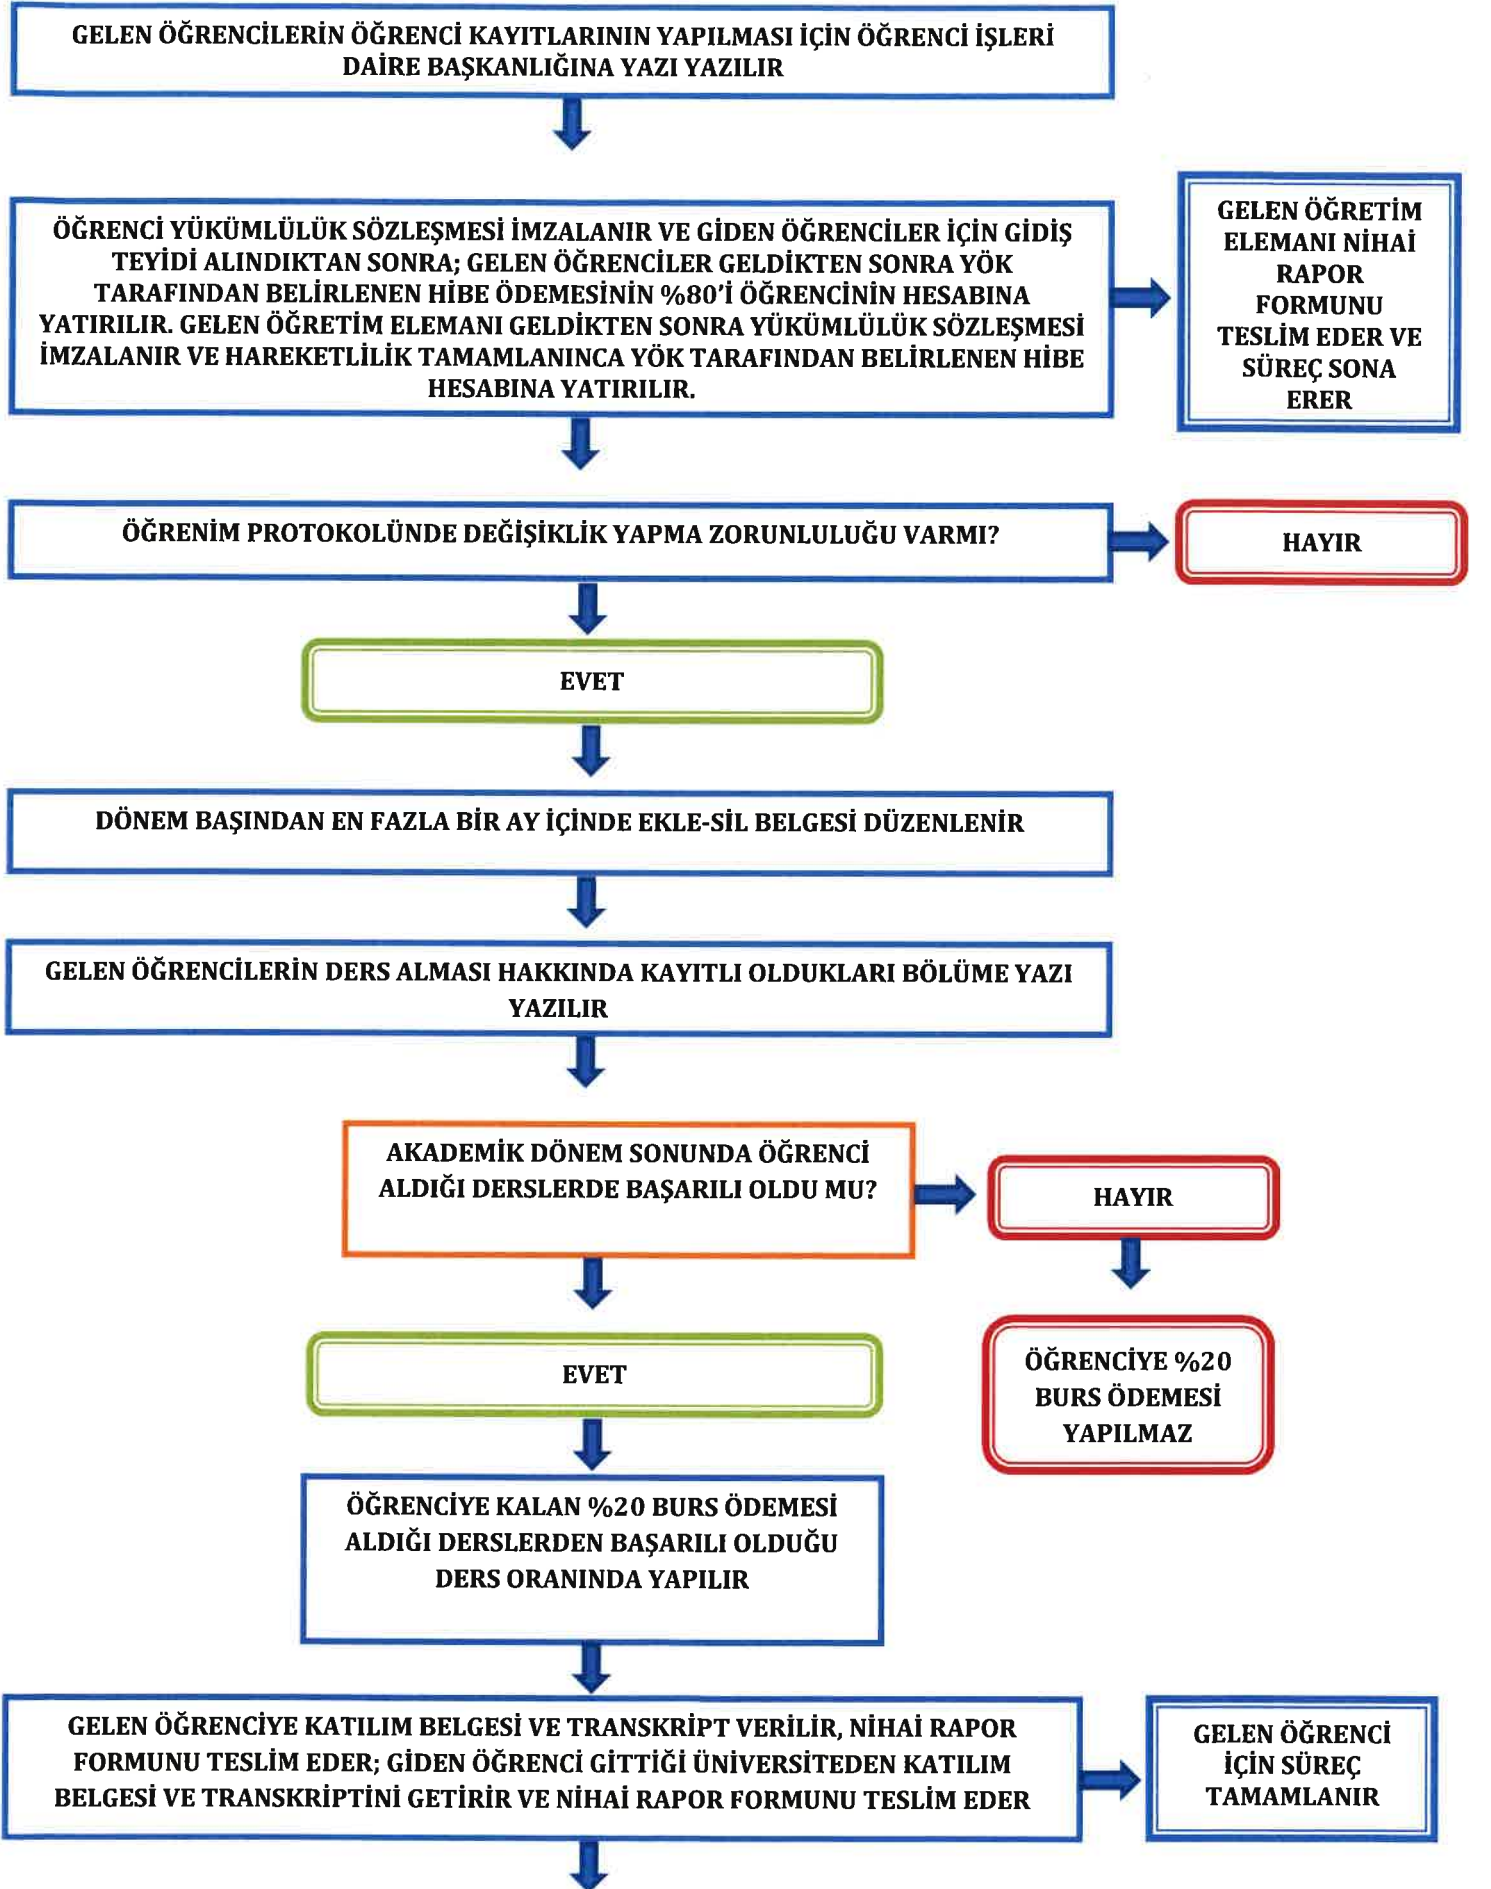 GELEN ÖĞRENCİLERİN ÖĞRENCİ KAYITLARININ YAPILMASI İÇİN ÖĞRENCİ İŞLERİ
DAİRE BAŞKANLIĞINA YAZI YAZILIR
ÖĞRENCİ YÜKÜMLÜLÜK SÖZLEŞMESİ İMZALANIR VE GİDEN ÖĞRENCİLER İÇİN GİDİŞ
TEYİDİ ALINDIKTAN SONRA; GELEN ÖĞRENCİLER GELDİKTEN SONRA YÖK
TARAFINDAN BELİRLENEN HİBE ÖDEMESİNİN %80'İ ÖĞRENCİNİN HESABINA
YATIRILIR. GELEN ÖĞRETİM ELEMANI GELDİKTEN SONRA YÜKÜMLÜLÜK SÖZLEŞMESİ
İMZALANIR VE HAREKETLİLİK TAMAMLANINCA YÖK TARAFINDAN BELİRLENEN HİBE
HESABINA YATIRILIR.
GELEN ÖĞRETİM
ELEMANI NİHAİ
RAPOR
FORMUNU
TESLİM EDER VE
SÜREÇ SONA
ERER
ÖĞRENİM PROTOKOLÜNDE DEĞİŞİKLİK YAPMA ZORUNLULUĞU VARMI?
HAYIR
EVET
DÖNEM BAŞINDAN EN FAZLA BİR AY İÇİNDE EKLE-SİL BELGESİ DÜZENLENİR
GELEN ÖĞRENCİLERİN DERS ALMASI HAKKINDA KAYITLI OLDUKLARI BÖLÜME YAZI
YAZILIR
AKADEMİK DÖNEM SONUNDA ÖĞRENCİ
ALDIĞI DERSLERDE BAŞARILI OLDU MU?
HAYIR
EVET
ÖĞRENCİYE %20
BURS ÖDEMESİ
YAPILMAZ
ÖĞRENCİYE KALAN %20 BURS ÖDEMESİ
ALDIĞI DERSLERDEN BAŞARILI OLDUĞU
DERS ORANINDA YAPILIR
GELEN ÖĞRENCİYE KATILIM BELGESİ VE TRANSKRİPT VERİLİR, NİHAİ RAPOR
FORMUNU TESLİM EDER; GİDEN ÖĞRENCİ GİTTİĞİ ÜNİVERSİTEDEN KATILIM
BELGESİ VE TRANSKRİPTİNİ GETİRİR VE NİHAİ RAPOR FORMUNU TESLİM EDER
GELEN ÖĞRENCİ
İÇİN SÜREÇ
TAMAMLANIR